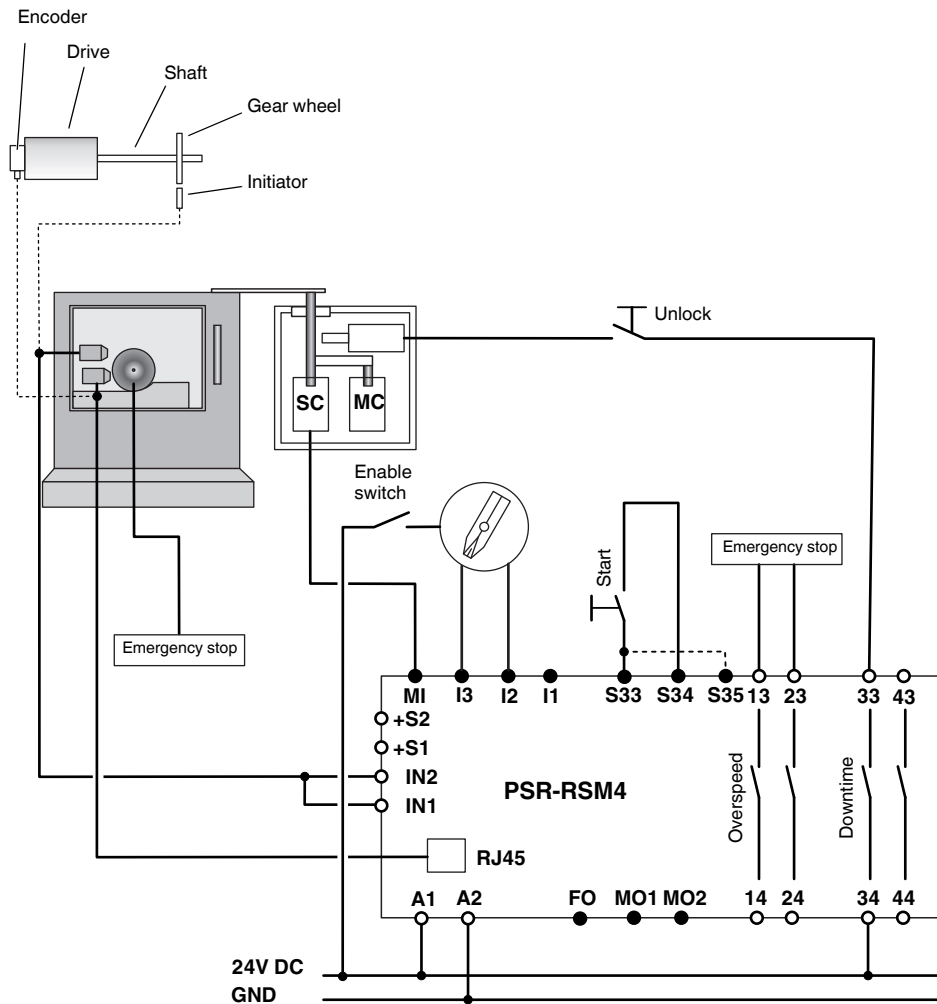 Encoder
Drive
Shaft
Gear wheel
Initiator
Unlock
SC
MC
Enable
switch
Start
Emergency stop
Emergency stop
MI
I3
I2
I1
S33
S34
S35
13
23
33
43
+S2
+S1
IN2
IN1
PSR-RSM4
Overspeed
Downtime
RJ45
A1
A2
FO
MO1
MO2
14
24
34
44
24V DC
GND